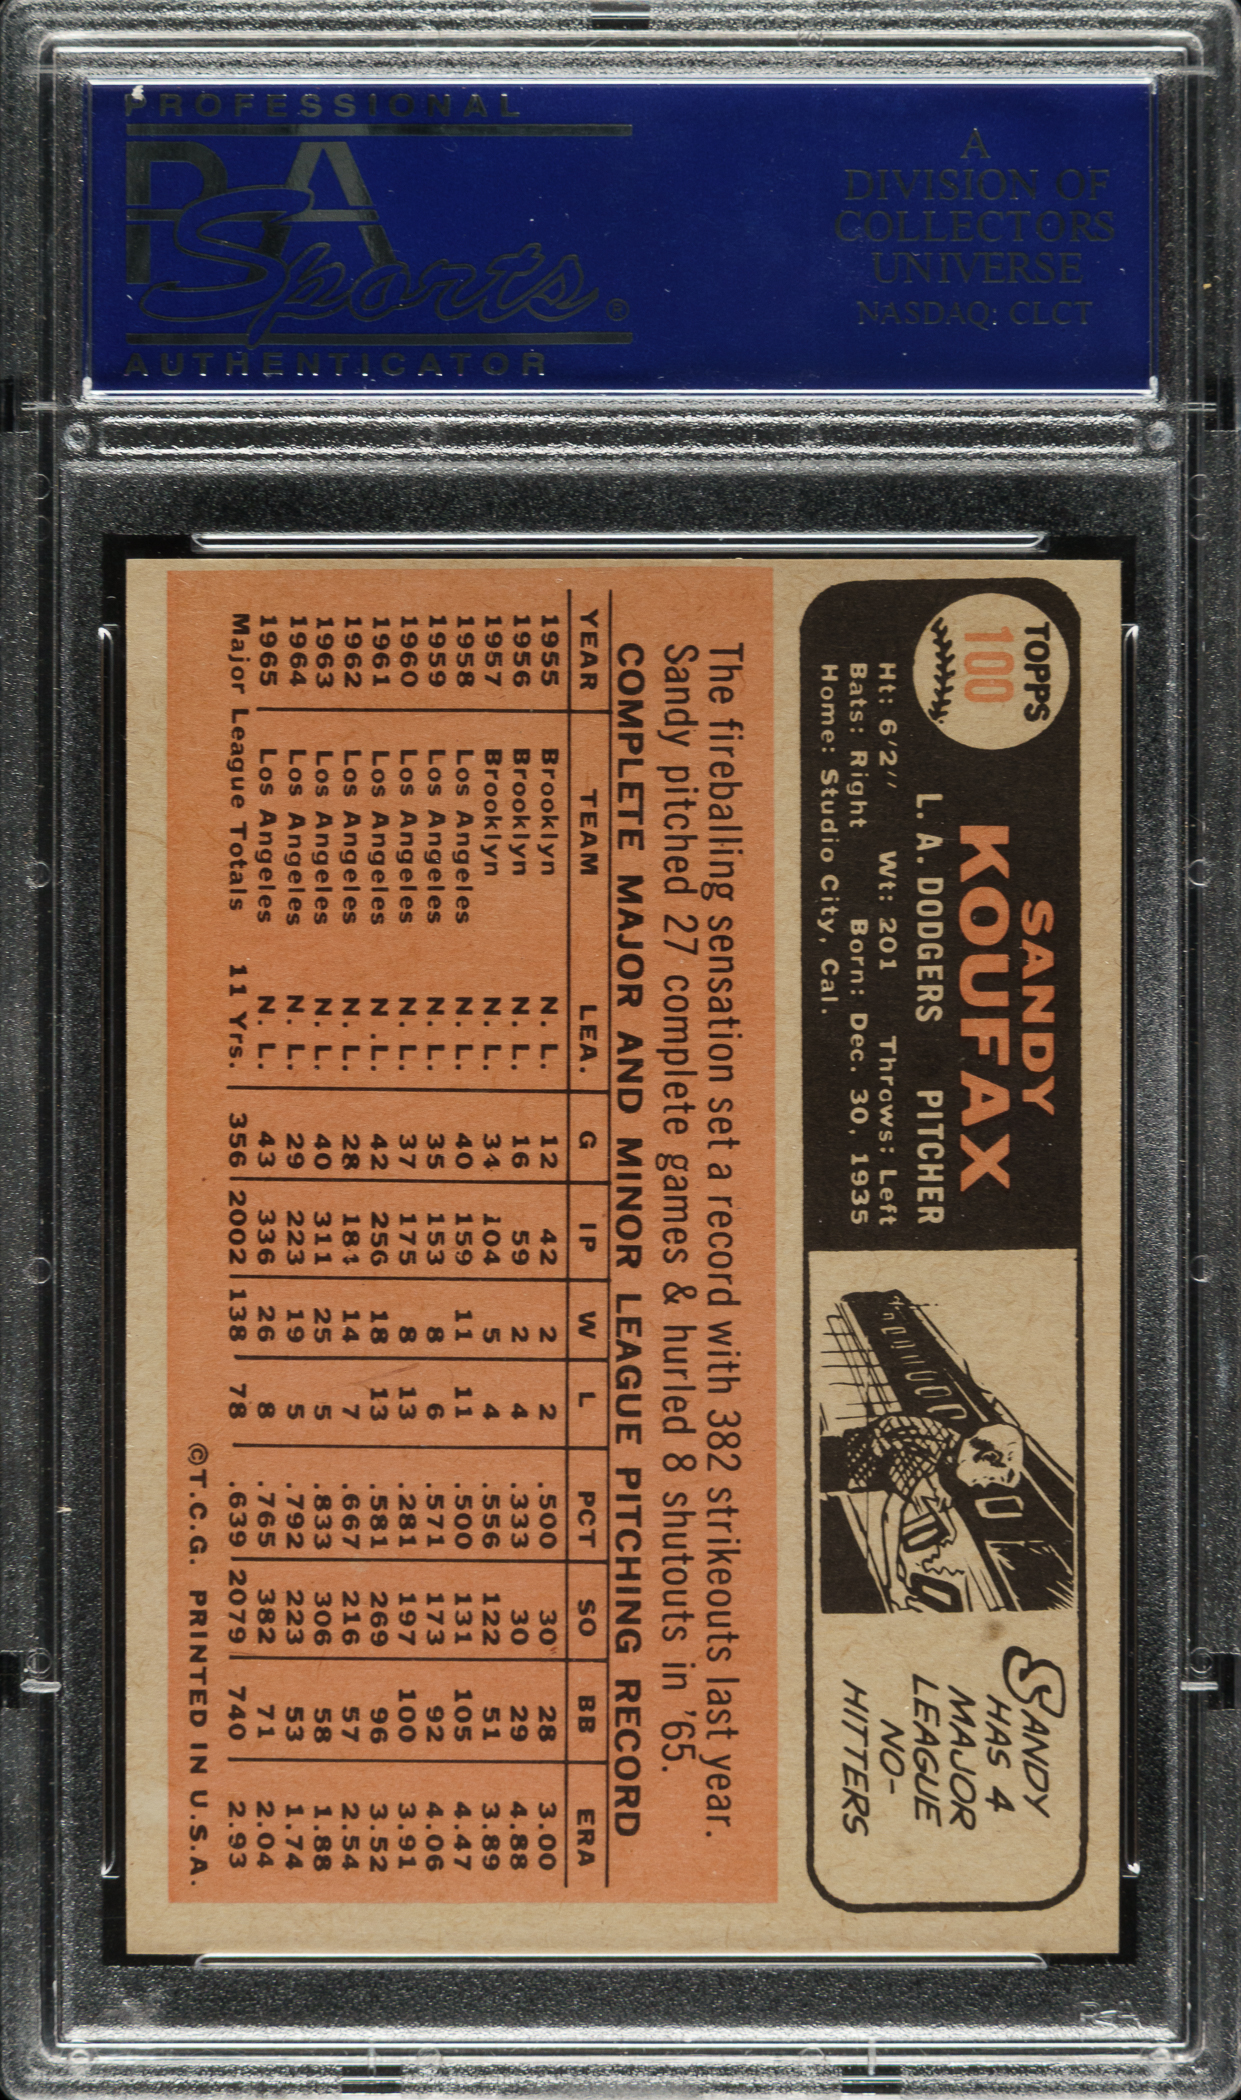 PROFESSIONAL
PSA
Sports®
AUTHENTICATOR
A
DIVISION OF
COLLECTORS
UNIVERSE
NASDAQ: CLCT
TOPPS
100
SANDY
KOUFAX
L. A. DODGERS PITCHER
Ht: 6'2'' Wt: 201 Throws: Left
Bats: Right Born: Dec. 30, 1935
Home: Studio City, Cal.
SANDY
HAS 4
MAJOR
LEAGUE
NO-
HITTERS
The fireballing sensation set a record with 382 strikeouts last year.
Sandy pitched 27 complete games & hurled 8 shutouts in '65.
COMPLETE MAJOR AND MINOR LEAGUE PITCHING RECORD
YEAR TEAM LEA. G IP W L PCT SO BB ERA
1955 Brooklyn N. L. 12 42 2 2 .500 30 28 3.00
1956 Brooklyn N. L. 16 59 2 4 .333 30 29 4.88
1957 Brooklyn N. L. 34 104 5 4 .556 122 51 3.89
1958 Los Angeles N. L. 40 159 11 11 .500 131 105 4.47
1959 Los Angeles N. L. 35 153 8 6 .571 173 92 4.06
1960 Los Angeles N. L. 37 175 8 13 .281 197 100 3.91
1961 Los Angeles N. L. 42 256 18 13 .581 269 96 3.52
1962 Los Angeles N. L. 28 184 14 7 .667 216 57 2.54
1963 Los Angeles N. L. 40 311 25 5 .833 306 58 1.88
1964 Los Angeles N. L. 29 223 19 5 .792 223 53 1.74
1965 Los Angeles N. L. 43 336 26 8 .765 382 71 2.04
Major League Totals 11 Yrs. 356 2002 138 78 .639 2079 740 2.93
©T.C.G. PRINTED IN U.S.A.